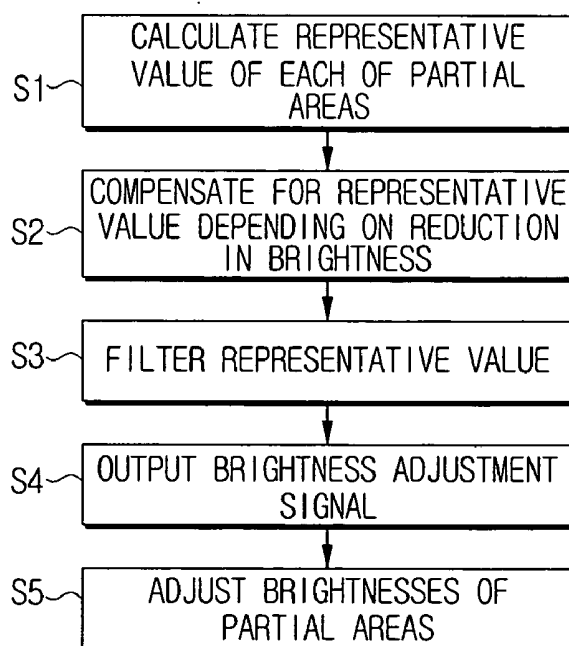 S1
CALCULATE REPRESENTATIVE
VALUE OF EACH OF PARTIAL
AREAS
S2
COMPENSATE FOR REPRESENTATIVE
VALUE DEPENDING ON REDUCTION
IN BRIGHTNESS
S3
FILTER REPRESENTATIVE VALUE
S4
OUTPUT BRIGHTNESS ADJUSTMENT
SIGNAL
S5
ADJUST BRIGHTNESSES OF
PARTIAL AREAS